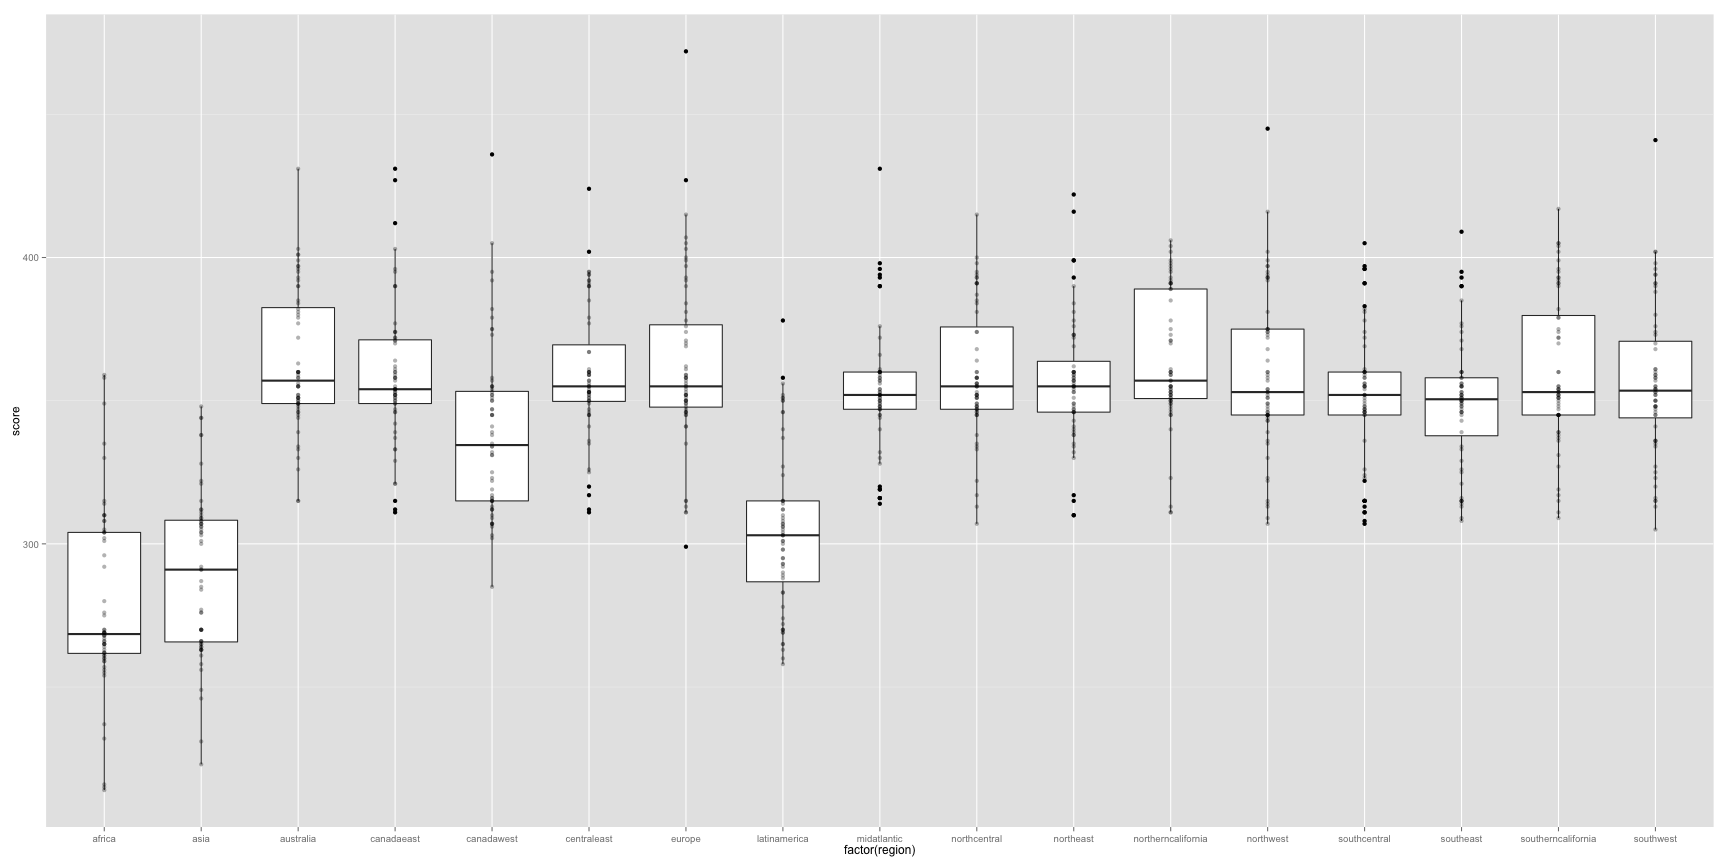 score
400
300
africa asia australia canadaeast canadawest centraleast europe latinamerica midatlantic northcentral northeast northerncalifornia northwest southcentral southeast southerncalifornia southwest
factor(region)